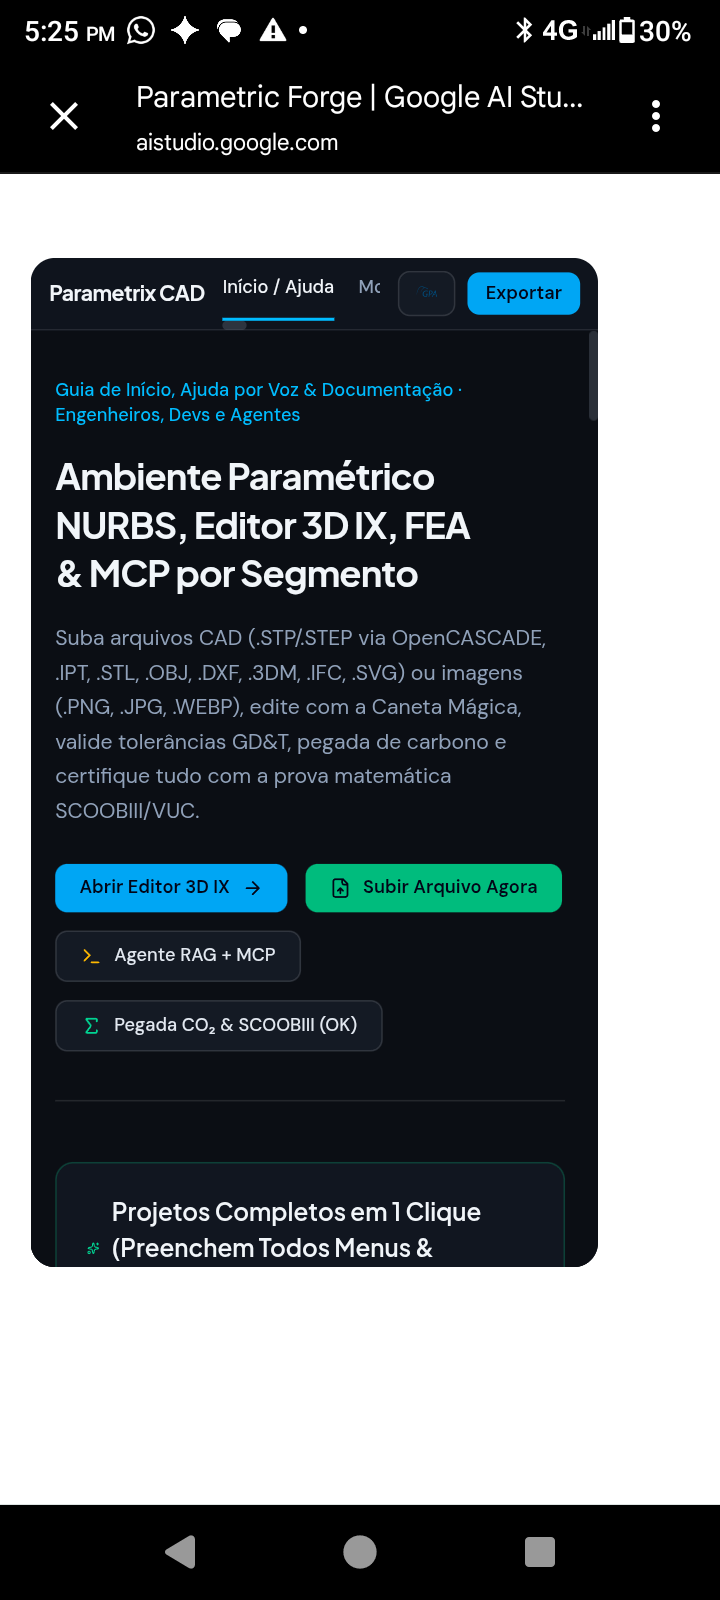 5:25 PM
4G 30%
Parametric Forge | Google AI Stu...
aistudio.google.com
Parametrix CAD Início / Ajuda Mo GPA Exportar
Guia de Início, Ajuda por Voz & Documentação ·
Engenheiros, Devs e Agentes
Ambiente Paramétrico
NURBS, Editor 3D IX, FEA
& MCP por Segmento
Suba arquivos CAD (.STP/.STEP via OpenCASCADE,
.IPT, .STL, .OBJ, .DXF, .3DM, .IFC, .SVG) ou imagens
(.PNG, .JPG, .WEBP), edite com a Caneta Mágica,
valide tolerâncias GD&T, pegada de carbono e
certifique tudo com a prova matemática
SCOOBIII/VUC.
Abrir Editor 3D IX → Subir Arquivo Agora
Agente RAG + MCP
Pegada CO₂ & SCOOBIII (OK)
Projetos Completos em 1 Clique
(Preenchem Todos Menus &